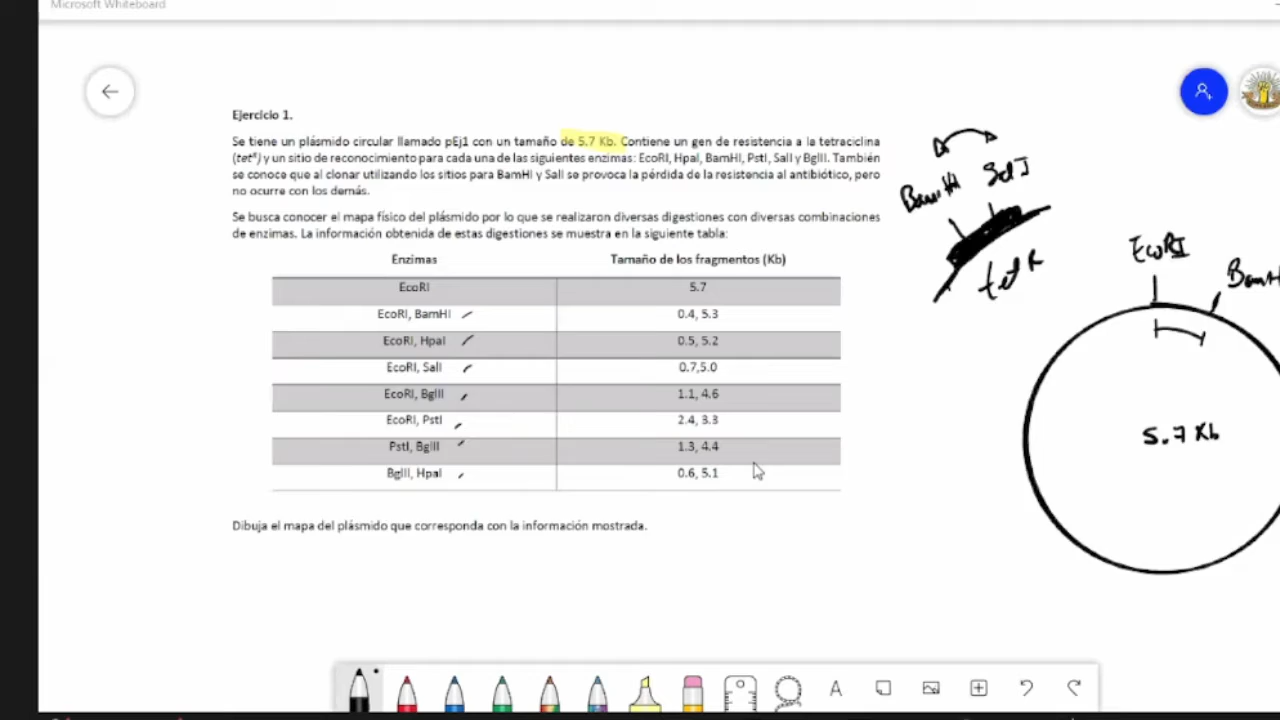 Microsoft Whiteboard
Ejercicio 1.
Se tiene un plásmido circular llamado pEj1 con un tamaño de 5.7 Kb. Contiene un gen de resistencia a la tetraciclina
(tetᴿ) y un sitio de reconocimiento para cada una de las siguientes enzimas: EcoRI, HpaI, BamHI, PstI, SalI y BglII. También
se conoce que al clonar utilizando los sitios para BamHI y SalI se provoca la pérdida de la resistencia al antibiótico, pero
no ocurre con los demás.
Se busca conocer el mapa físico del plásmido por lo que se realizaron diversas digestiones con diversas combinaciones
de enzimas. La información obtenida de estas digestiones se muestra en la siguiente tabla:
Enzimas Tamaño de los fragmentos (Kb)
EcoRI 5.7
EcoRI, BamHI 0.4, 5.3
EcoRI, HpaI 0.5, 5.2
EcoRI, SalI 0.7,5.0
EcoRI, BglII 1.1, 4.6
EcoRI, PstI 2.4, 3.3
PstI, BglII 1.3, 4.4
BglII, HpaI 0.6, 5.1
Dibuja el mapa del plásmido que corresponda con la información mostrada.
BamHI SalI
tet R
EcoRI
BamH
5.7 Kb
A